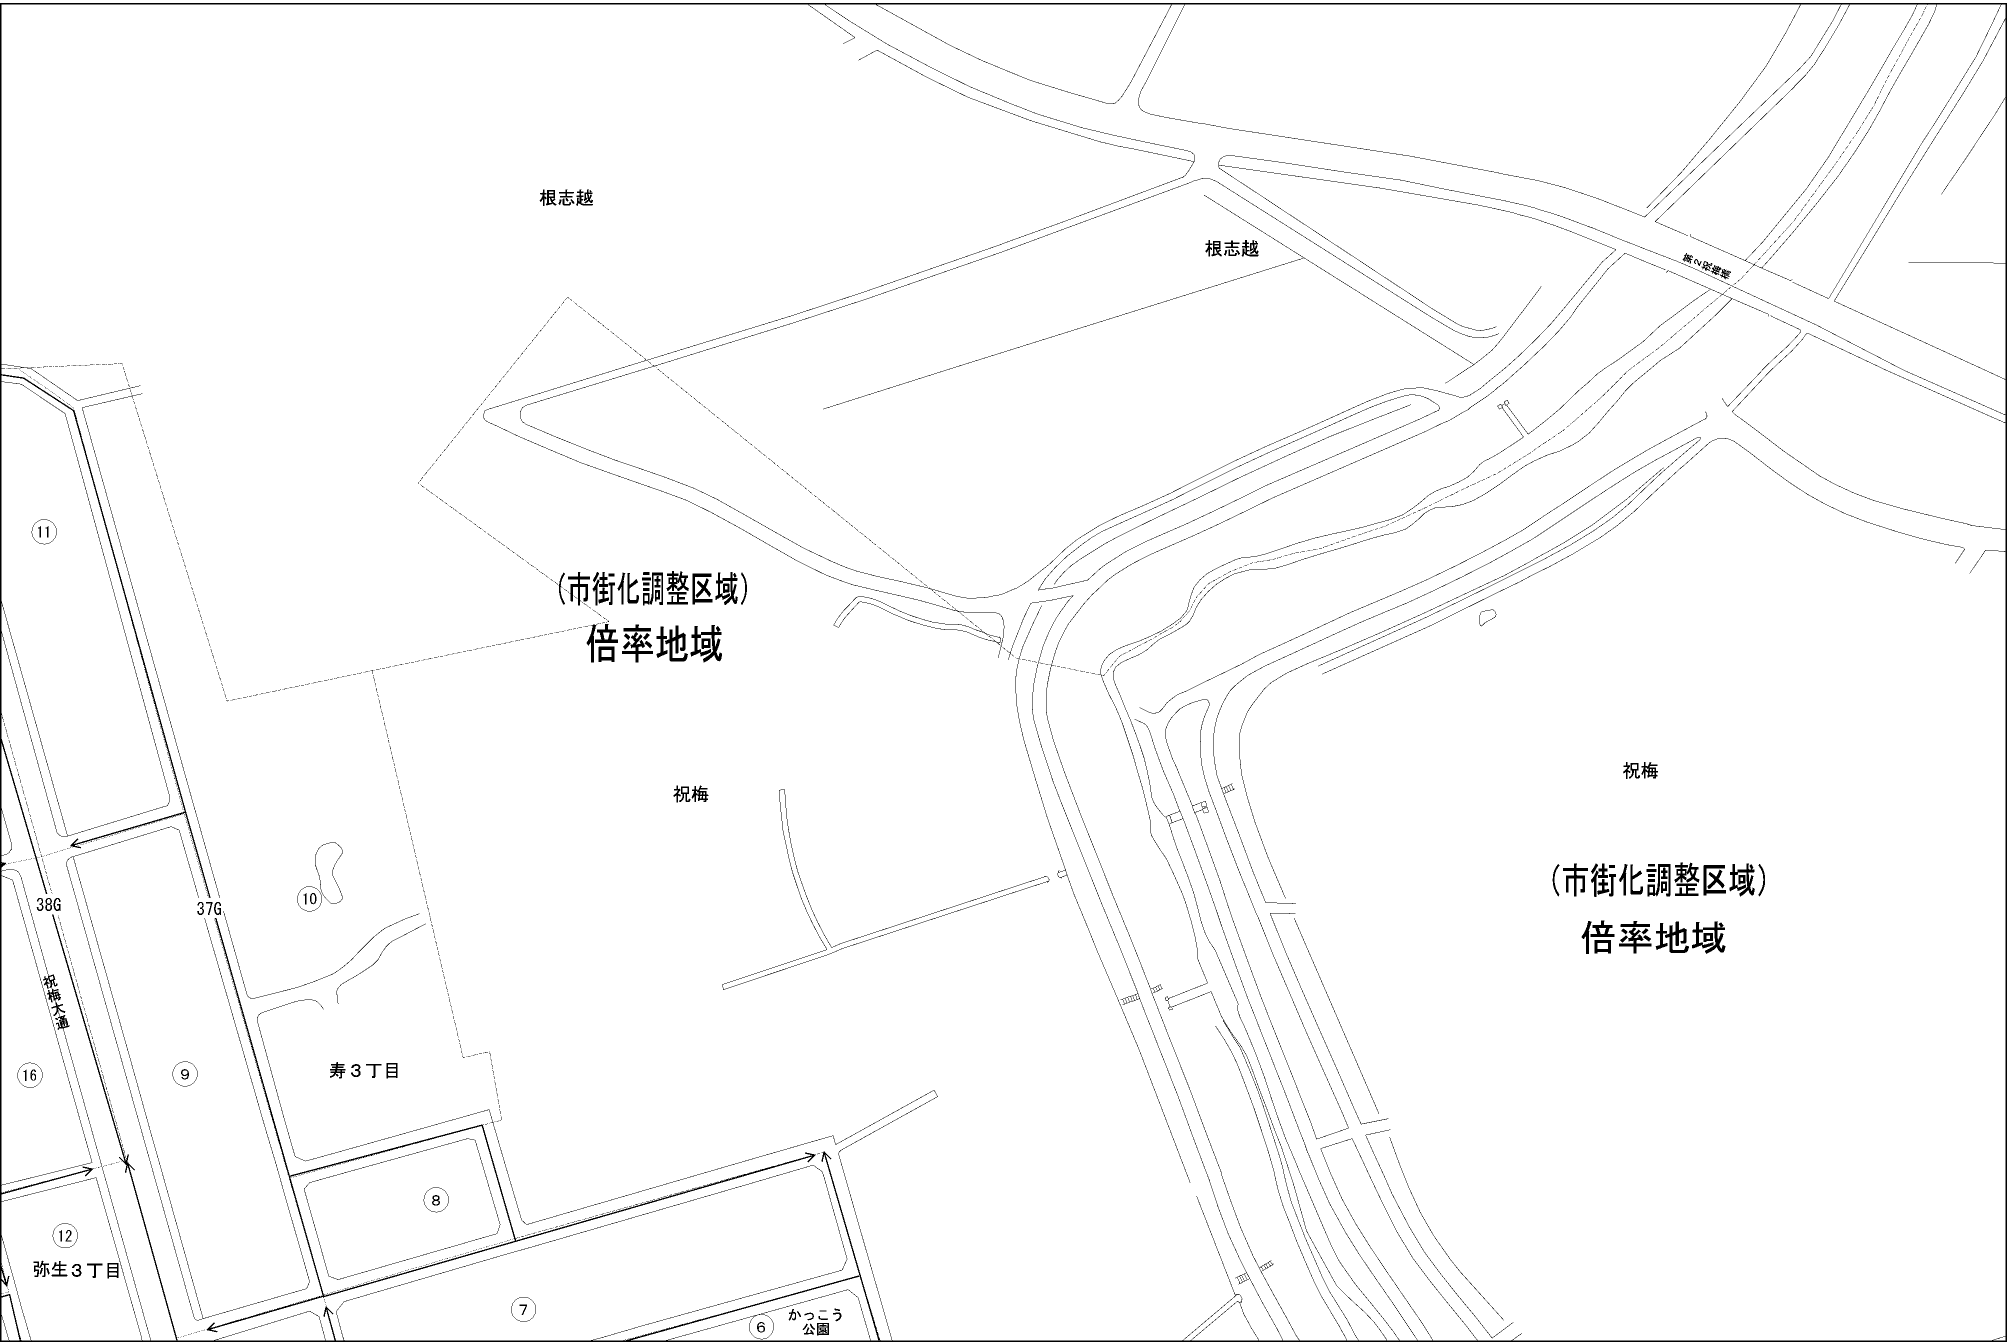 根志越
根志越
第2祝梅橋
⑪
(市街化調整区域)
倍率地域
祝梅
祝梅
(市街化調整区域)
倍率地域
38G
37G
⑩
祝梅大通
寿3丁目
⑯
⑨
⑧
⑫
弥生3丁目
⑦
⑥
かっこう
公園